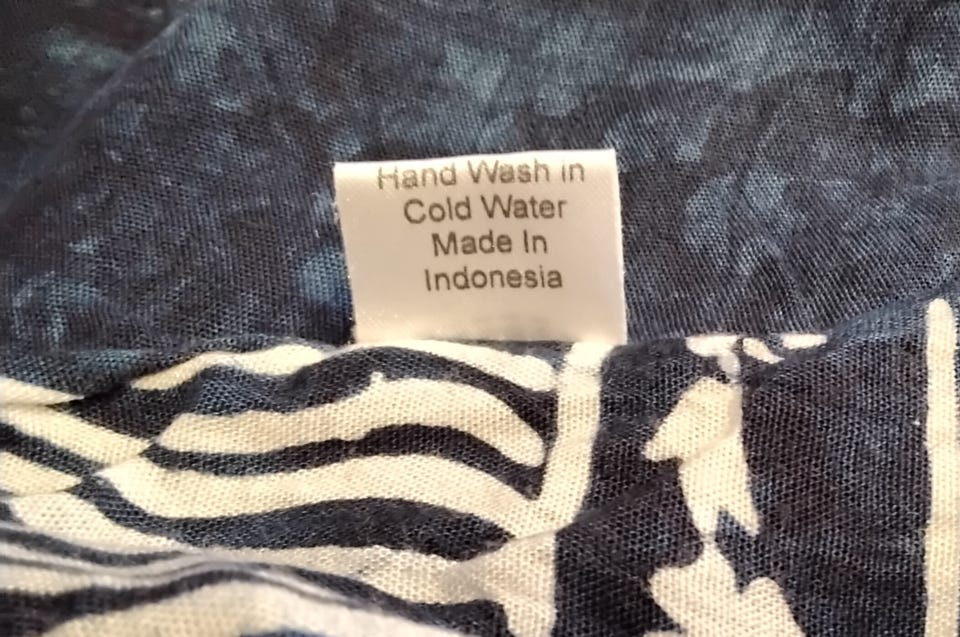 Hand Wash in
Cold Water
Made In
Indonesia